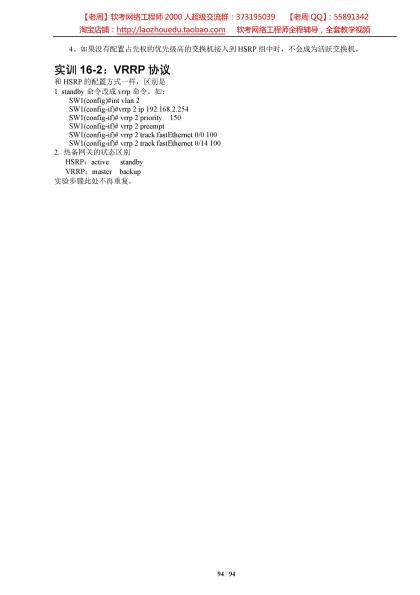 【老周】软考网络工程师 2000 人超级交流群：373195039 【老周 QQ】：55891342
淘宝店铺：http://laozhouedu.taobao.com 软考网络工程师全程辅导，全套教学视频
4、如果没有配置占先权的优先级高的交换机接入到 HSRP 组中时，不会成为活跃交换机。
实训 16-2：VRRP 协议
和 HSRP 的配置方式一样，区别是
1. standby 命令改成 vrrp 命令。如：
SW1(config)#int vlan 2
SW1(config-if)#vrrp 2 ip 192.168.2.254
SW1(config-if)# vrrp 2 priority 150
SW1(config-if)# vrrp 2 preempt
SW1(config-if)# vrrp 2 track fastEthernet 0/0 100
SW1(config-if)# vrrp 2 track fastEthernet 0/14 100
2. 热备网关的状态区别
HSRP：active standby
VRRP：master backup
实验步骤此处不再重复。
94 / 94